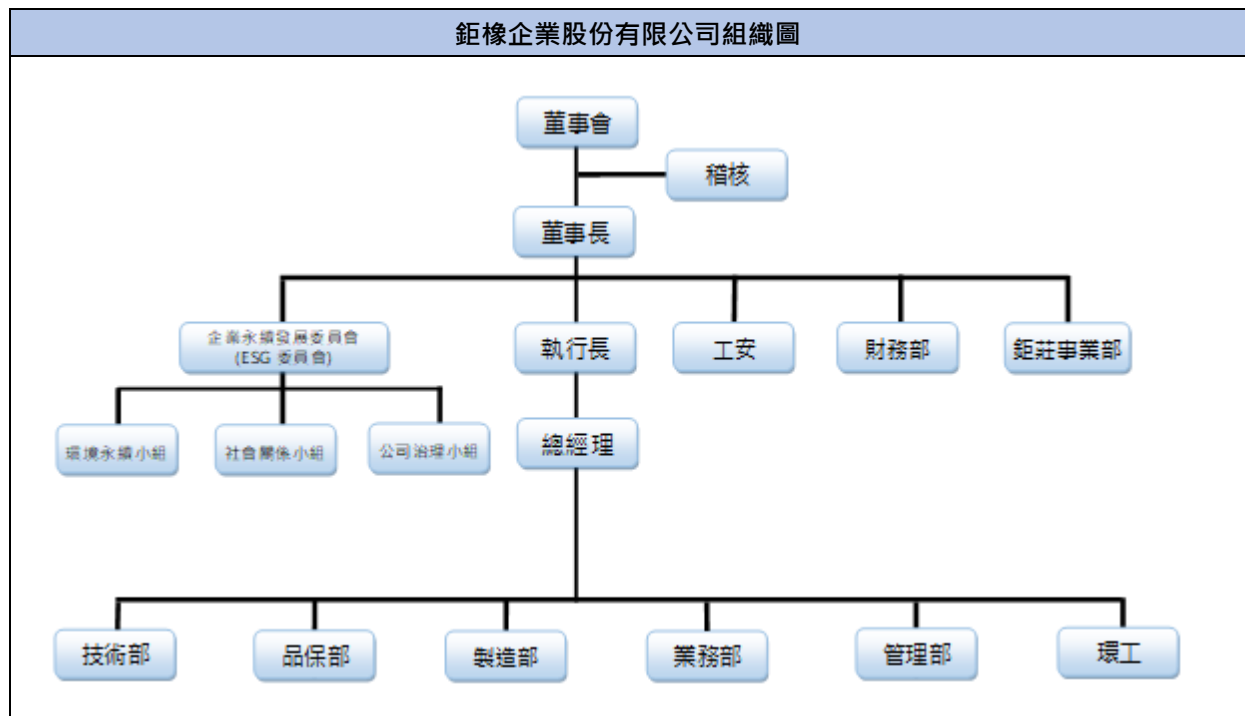 鉅橡企業股份有限公司組織圖
董事會
稽核
董事長
企業永續發展委員會
(ESG 委員會)
執行長
工安
財務部
鉅莊事業部
環境永續小組
社會關係小組
公司治理小組
總經理
技術部
品保部
製造部
業務部
管理部
環工